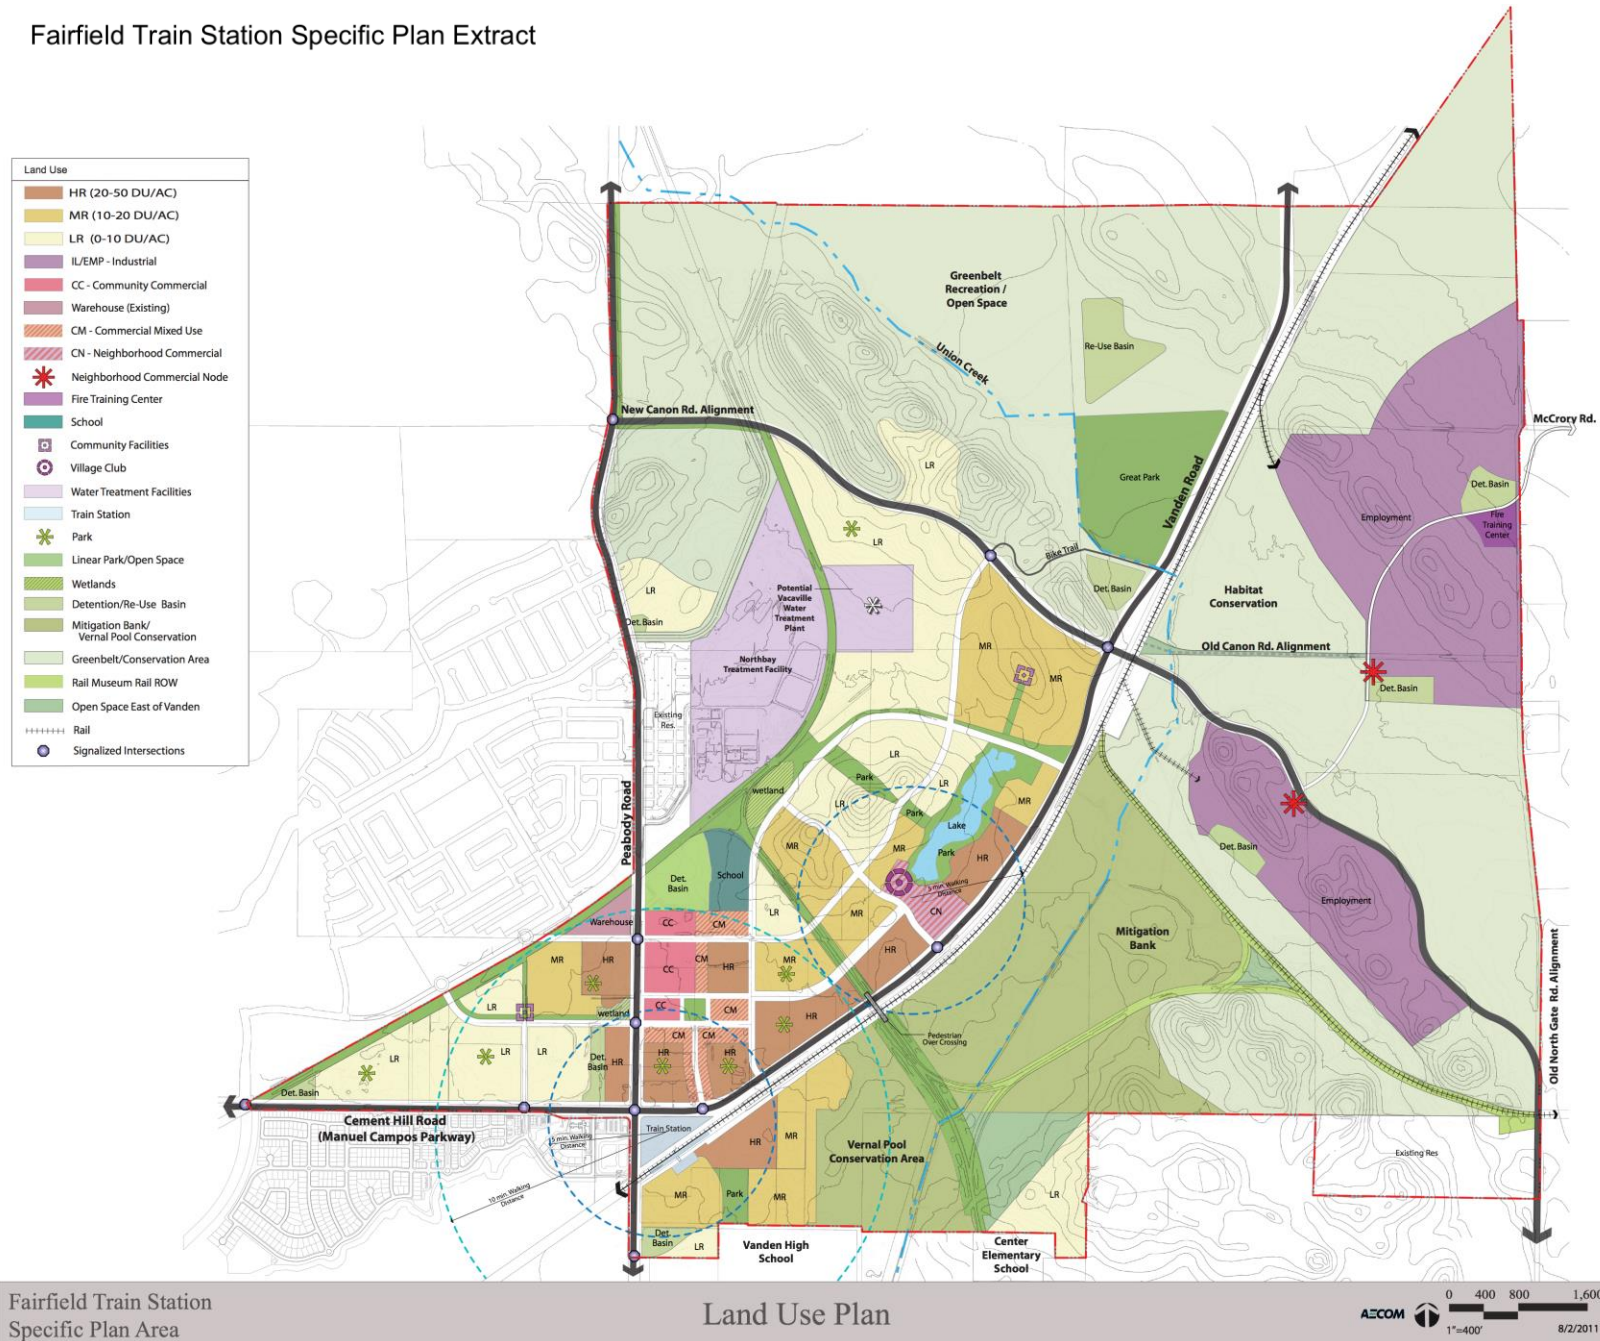 Fairfield Train Station Specific Plan Extract
Land Use
HR (20-50 DU/AC)
MR (10-20 DU/AC)
LR (0-10 DU/AC)
IL/EMP - Industrial
CC - Community Commercial
Warehouse (Existing)
CM - Commercial Mixed Use
CN - Neighborhood Commercial
Neighborhood Commercial Node
Fire Training Center
School
Community Facilities
Village Club
Water Treatment Facilities
Train Station
Park
Linear Park/Open Space
Wetlands
Detention/Re-Use Basin
Mitigation Bank/
Vernal Pool Conservation
Greenbelt/Conservation Area
Rail Museum Rail ROW
Open Space East of Vanden
Rail
Signalized Intersections
Greenbelt
Recreation /
Open Space
Re-Use Basin
Union Creek
New Canon Rd. Alignment
McCrory Rd.
LR
Great Park
Vanden Road
Det. Basin
Employment
Fire
Training
Center
LR
Bike Trail
LR
Potential
Vacaville
Water
Treatment
Plant
Det. Basin
Habitat
Conservation
Det. Basin
MR
Old Canon Rd. Alignment
Northbay
Treatment Facility
MR
Det. Basin
Existing
Res.
LR
Park
LR
wetland
LR
Park
MR
Peabody Road
Lake
MR
MR
Park
HR
Det. Basin
Det.
Basin
School
5 min. Walking
Distance
Employment
LR
MR
CN
Warehouse
CC
CM
Mitigation
Bank
HR
MR
HR
CC
CM
HR
MR
LR
wetland
CC
CM
HR
Old North Gate Rd. Alignment
Pedestrian
Over Crossing
CM
CM
LR
LR
LR
Det.
Basin
HR
HR
HR
Det. Basin
Cement Hill Road
(Manuel Campos Parkway)
Train Station
5 min. Walking
Distance
HR
MR
Vernal Pool
Conservation Area
Existing Res
10 min. Walking
Distance
MR
Park
MR
LR
Det.
Basin
LR
Vanden High
School
Center
Elementary
School
Fairfield Train Station
Specific Plan Area
Land Use Plan
AECOM
0 400 800 1,600
1"=400'
8/2/2011